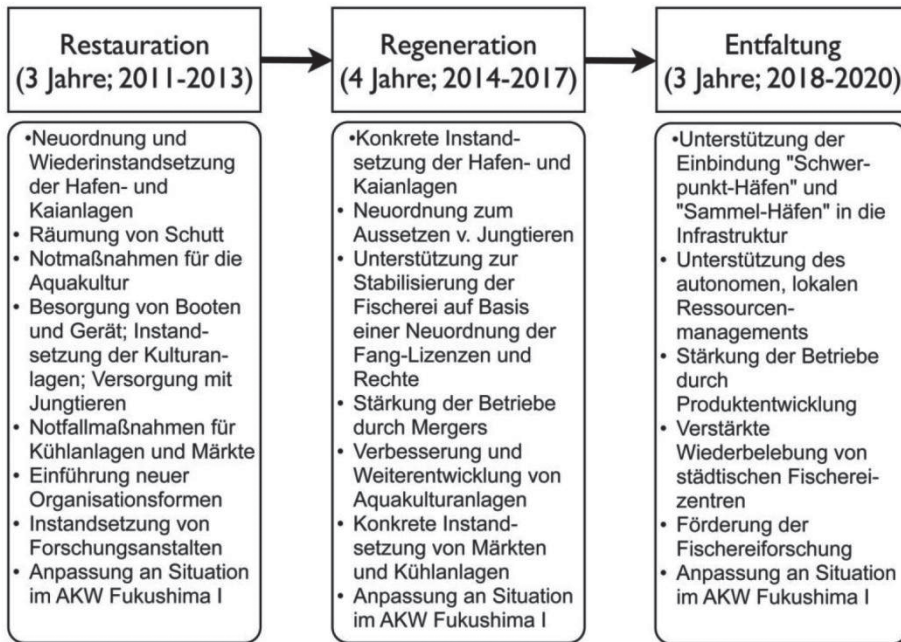 Restauration
(3 Jahre; 2011-2013)
•Neuordnung und
Wiederinstandsetzung
der Hafen- und
Kaianlagen
• Räumung von Schutt
• Notmaßnahmen für die
Aquakultur
• Besorgung von Booten
und Gerät; Instand-
setzung der Kulturan-
lagen; Versorgung mit
Jungtieren
• Notfallmaßnahmen für
Kühlanlagen und Märkte
• Einführung neuer
Organisationsformen
• Instandsetzung von
Forschungsanstalten
• Anpassung an Situation
im AKW Fukushima I
Regeneration
(4 Jahre; 2014-2017)
•Konkrete Instand-
setzung der Hafen- und
Kaianlagen
• Neuordnung zum
Aussetzen v. Jungtieren
• Unterstützung zur
Stabilisierung der
Fischerei auf Basis
einer Neuordnung der
Fang-Lizenzen und
Rechte
• Stärkung der Betriebe
durch Mergers
• Verbesserung und
Weiterentwicklung von
Aquakulturanlagen
• Konkrete Instand-
setzung von Märkten
und Kühlanlagen
• Anpassung an Situation
im AKW Fukushima I
Entfaltung
(3 Jahre; 2018-2020)
•Unterstützung der
Einbindung "Schwer-
punkt-Häfen" und
"Sammel-Häfen" in die
Infrastruktur
• Unterstützung des
autonomen, lokalen
Ressourcen-
managements
• Stärkung der Betriebe
durch
Produktentwicklung
• Verstärkte
Wiederbelebung von
städtischen Fischerei-
zentren
• Förderung der
Fischereiforschung
• Anpassung an Situation
im AKW Fukushima I